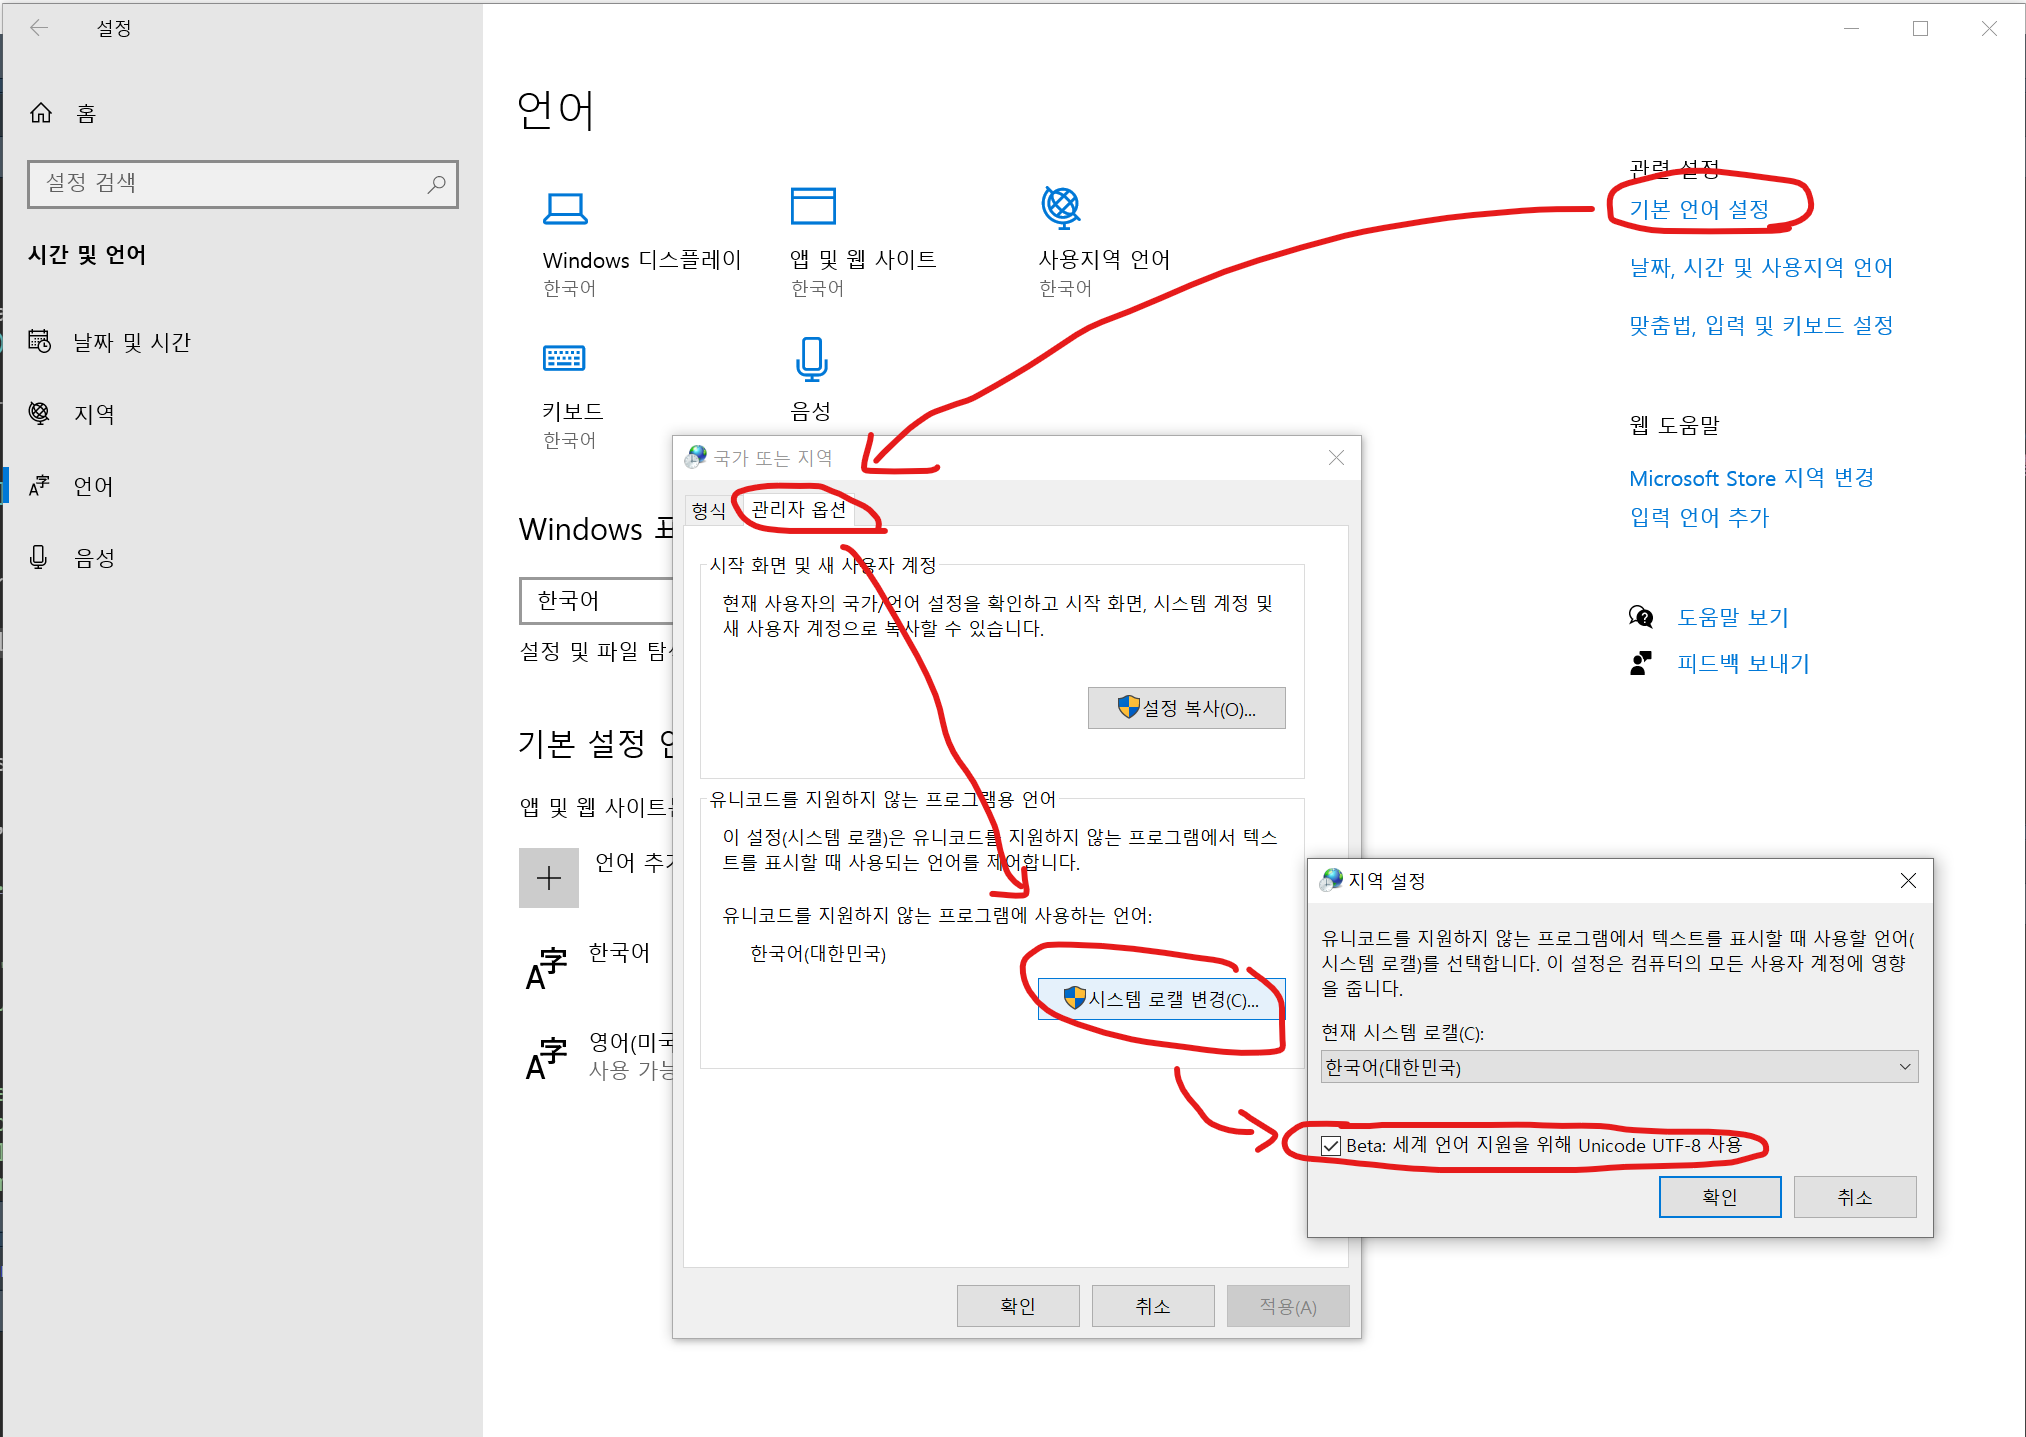 설정
홈
설정 검색
시간 및 언어
날짜 및 시간
지역
언어
음성
언어
Windows 디스플레이
한국어
앱 및 웹 사이트
한국어
사용지역 언어
한국어
키보드
한국어
음성
Windows
한국어
설정 및 파일
기본 설정
앱 및 웹
언어
한국어
사용
관련 설정
기본 언어 설정
날짜, 시간 및 사용지역 언어
맞춤법, 입력 및 키보드 설정
웹 도움말
Microsoft Store 지역 변경
입력 언어 추가
도움말 보기
피드백 보내기
국가 또는 지역
형식
관리자 옵션
시작 화면 및 새 사용자 계정
현재 사용자의 국가/언어 설정을 확인하고 시작 화면, 시스템 계정 및
새 사용자 계정으로 복사할 수 있습니다.
설정 복사(O)...
유니코드를 지원하지 않는 프로그램용 언어
이 설정(시스템 로캘)은 유니코드를 지원하지 않는 프로그램에서 텍스
트를 표시할 때 사용되는 언어를 제어합니다.
유니코드를 지원하지 않는 프로그램에 사용하는 언어:
한국어(대한민국)
시스템 로캘 변경(C)...
확인
취소
적용(A)
지역 설정
유니코드를 지원하지 않는 프로그램에서 텍스트를 표시할 때 사용할 언어(
시스템 로캘)를 선택합니다. 이 설정은 컴퓨터의 모든 사용자 계정에 영향
을 줍니다.
현재 시스템 로캘(C):
한국어(대한민국)
Beta: 세계 언어 지원을 위해 Unicode UTF-8 사용
확인
취소